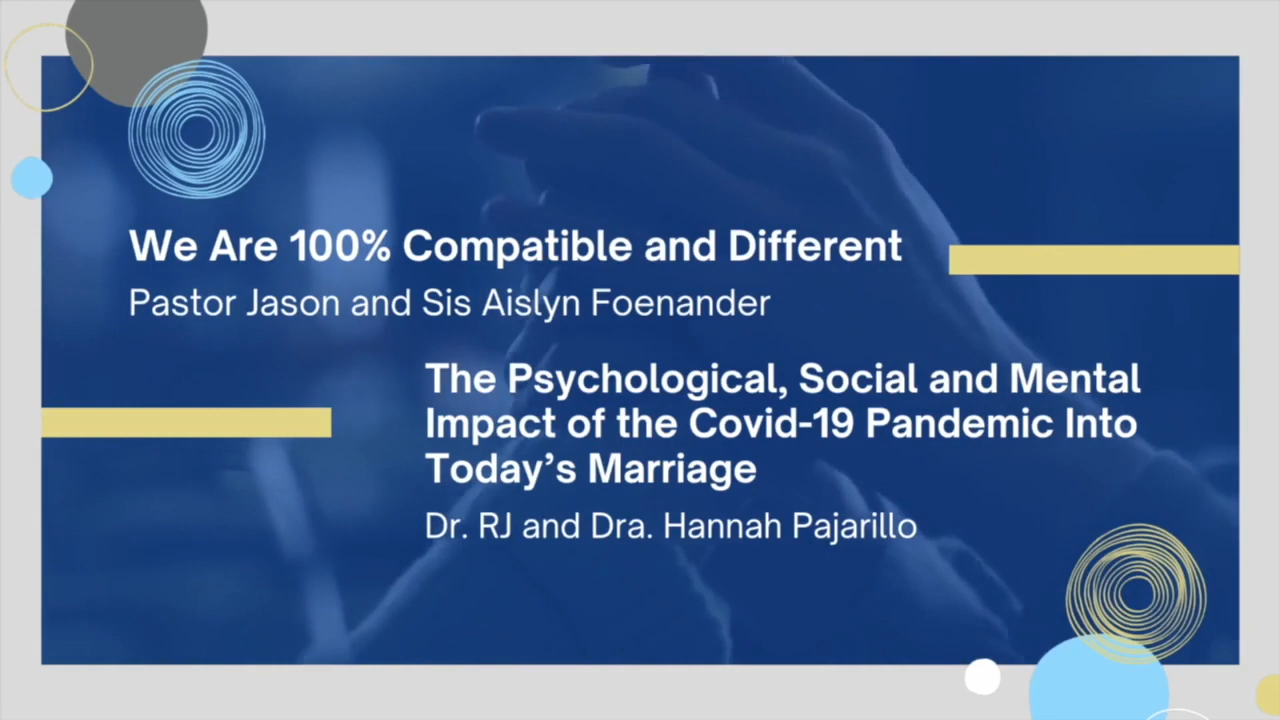 We Are 100% Compatible and Different
Pastor Jason and Sis Aislyn Foenander
The Psychological, Social and Mental
Impact of the Covid-19 Pandemic Into
Today’s Marriage
Dr. RJ and Dra. Hannah Pajarillo